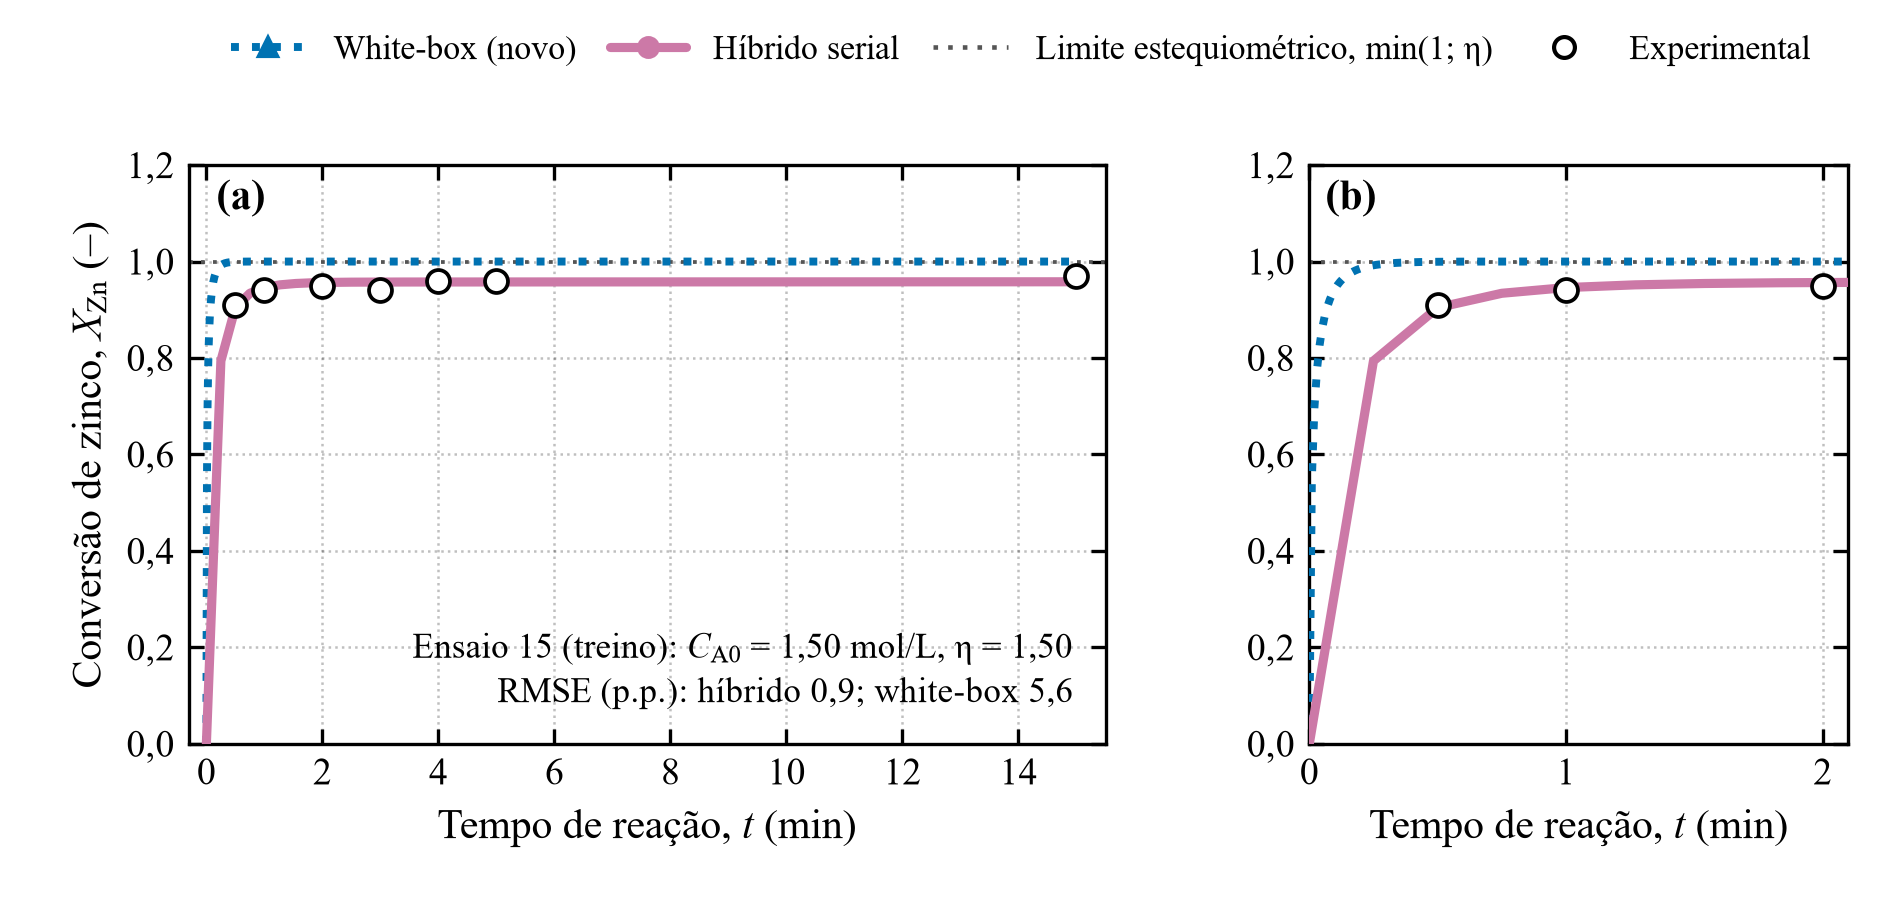 White-box (novo) Híbrido serial Limite estequiométrico, min(1; η) Experimental
(a)
Conversão de zinco, X_Zn (−)
1,2
1,0
0,8
0,6
0,4
0,2
0,0
Ensaio 15 (treino): C_A0 = 1,50 mol/L, η = 1,50
RMSE (p.p.): híbrido 0,9; white-box 5,6
0 2 4 6 8 10 12 14
Tempo de reação, t (min)
(b)
1,2
1,0
0,8
0,6
0,4
0,2
0,0
0 1 2
Tempo de reação, t (min)